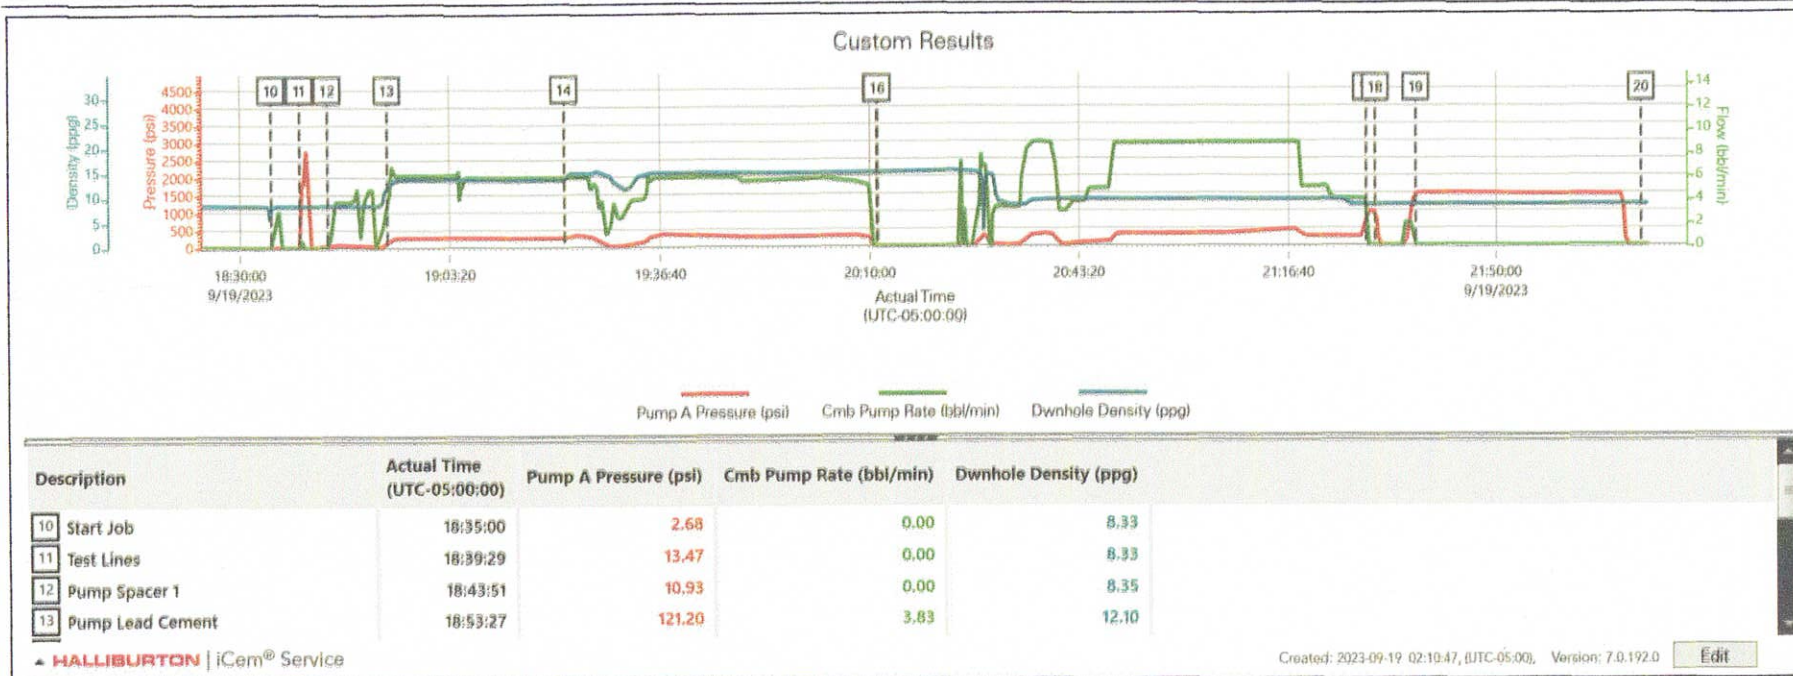 Custom Results
10 11 12 13 14 16 18 19 20
Density (ppg)
30
25
20
15
10
5
0
Pressure (psi)
4500
4000
3500
3000
2500
2000
1500
1000
500
0
14
12
10
8
6
4
2
0
Flow (bbl/min)
18:30:00 19:03:20 19:36:40 20:10:00 20:43:20 21:16:40 21:50:00
9/19/2023 9/19/2023
Actual Time
(UTC-05:00:00)
Pump A Pressure (psi) Cmb Pump Rate (bbl/min) Dwnhole Density (ppg)
Description Actual Time (UTC-05:00:00) Pump A Pressure (psi) Cmb Pump Rate (bbl/min) Dwnhole Density (ppg)
10 Start Job 18:35:00 2.68 0.00 8.33
11 Test Lines 18:39:29 13.47 0.00 8.33
12 Pump Spacer 1 18:43:51 10.93 0.00 8.35
13 Pump Lead Cement 18:53:27 121.20 3.83 12.10
HALLIBURTON | iCem® Service
Created: 2023-09-19 02:10:47, (UTC-05:00), Version: 7.0.192.0
Edit